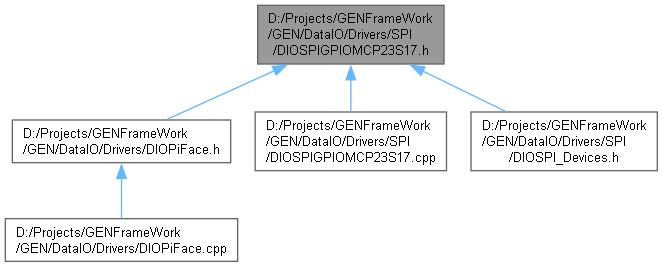 D:/Projects/GENFrameWork
/GEN/DataIO/Drivers/SPI
/DIOSPIGPIOMCP23S17.h
D:/Projects/GENFrameWork
/GEN/DataIO/Drivers/DIOPiFace.h
D:/Projects/GENFrameWork
/GEN/DataIO/Drivers/SPI
/DIOSPIGPIOMCP23S17.cpp
D:/Projects/GENFrameWork
/GEN/DataIO/Drivers/SPI
/DIOSPI_Devices.h
D:/Projects/GENFrameWork
/GEN/DataIO/Drivers/DIOPiFace.cpp